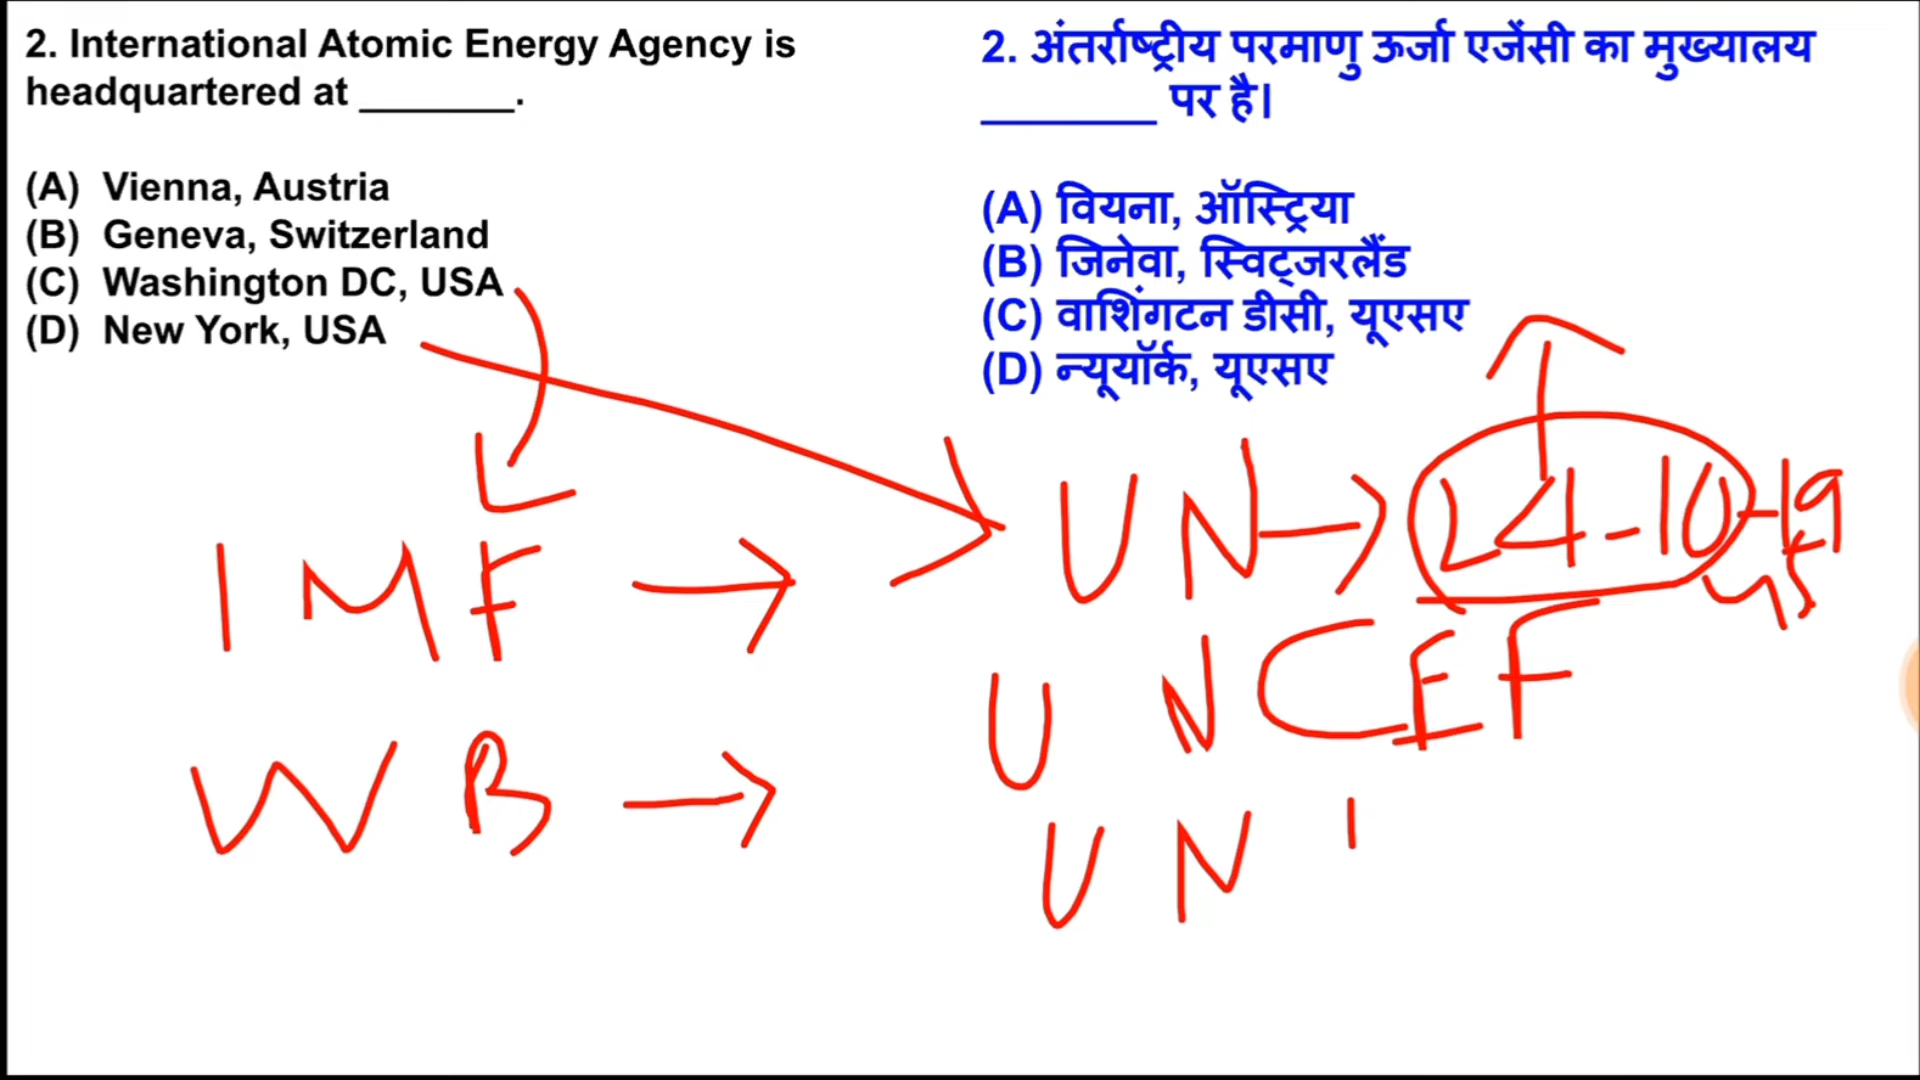 2. International Atomic Energy Agency is
headquartered at _______.
(A) Vienna, Austria
(B) Geneva, Switzerland
(C) Washington DC, USA
(D) New York, USA
2. अंतर्राष्ट्रीय परमाणु ऊर्जा एजेंसी का मुख्यालय
________ पर है।
(A) वियना, ऑस्ट्रिया
(B) जिनेवा, स्विट्जरलैंड
(C) वाशिंगटन डीसी, यूएसए
(D) न्यूयॉर्क, यूएसए
UN → 24-10-1945
IMF →
UNCEF
WB →
UN I